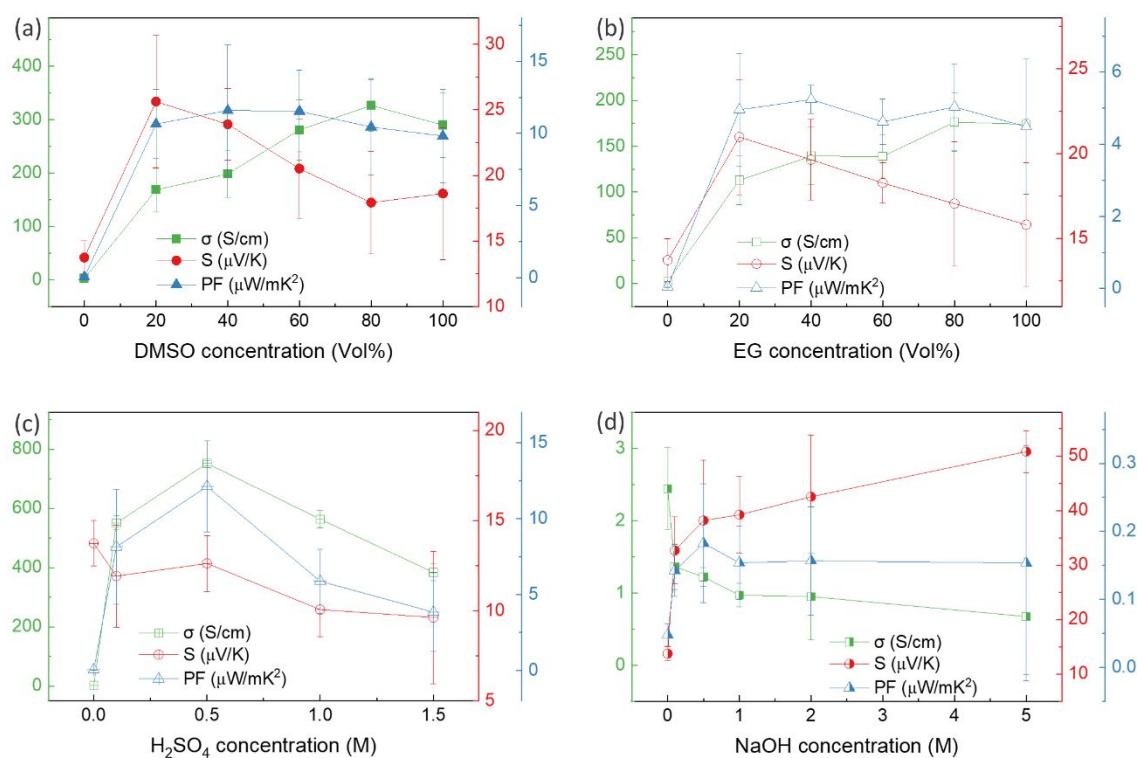 (a)
400
300
200
100
0
30
25
20
15
10
15
10
5
0
σ (S/cm)
S (μV/K)
PF (μW/mK²)
0 20 40 60 80 100
DMSO concentration (Vol%)
(b)
250
200
150
100
50
0
25
20
15
6
4
2
0
σ (S/cm)
S (μV/K)
PF (μW/mK²)
0 20 40 60 80 100
EG concentration (Vol%)
(c)
800
600
400
200
0
20
15
10
5
15
10
5
0
σ (S/cm)
S (μV/K)
PF (μW/mK²)
0.0 0.5 1.0 1.5
H₂SO₄ concentration (M)
(d)
3
2
1
0
50
40
30
20
10
0.3
0.2
0.1
0.0
σ (S/cm)
S (μV/K)
PF (μW/mK²)
0 1 2 3 4 5
NaOH concentration (M)